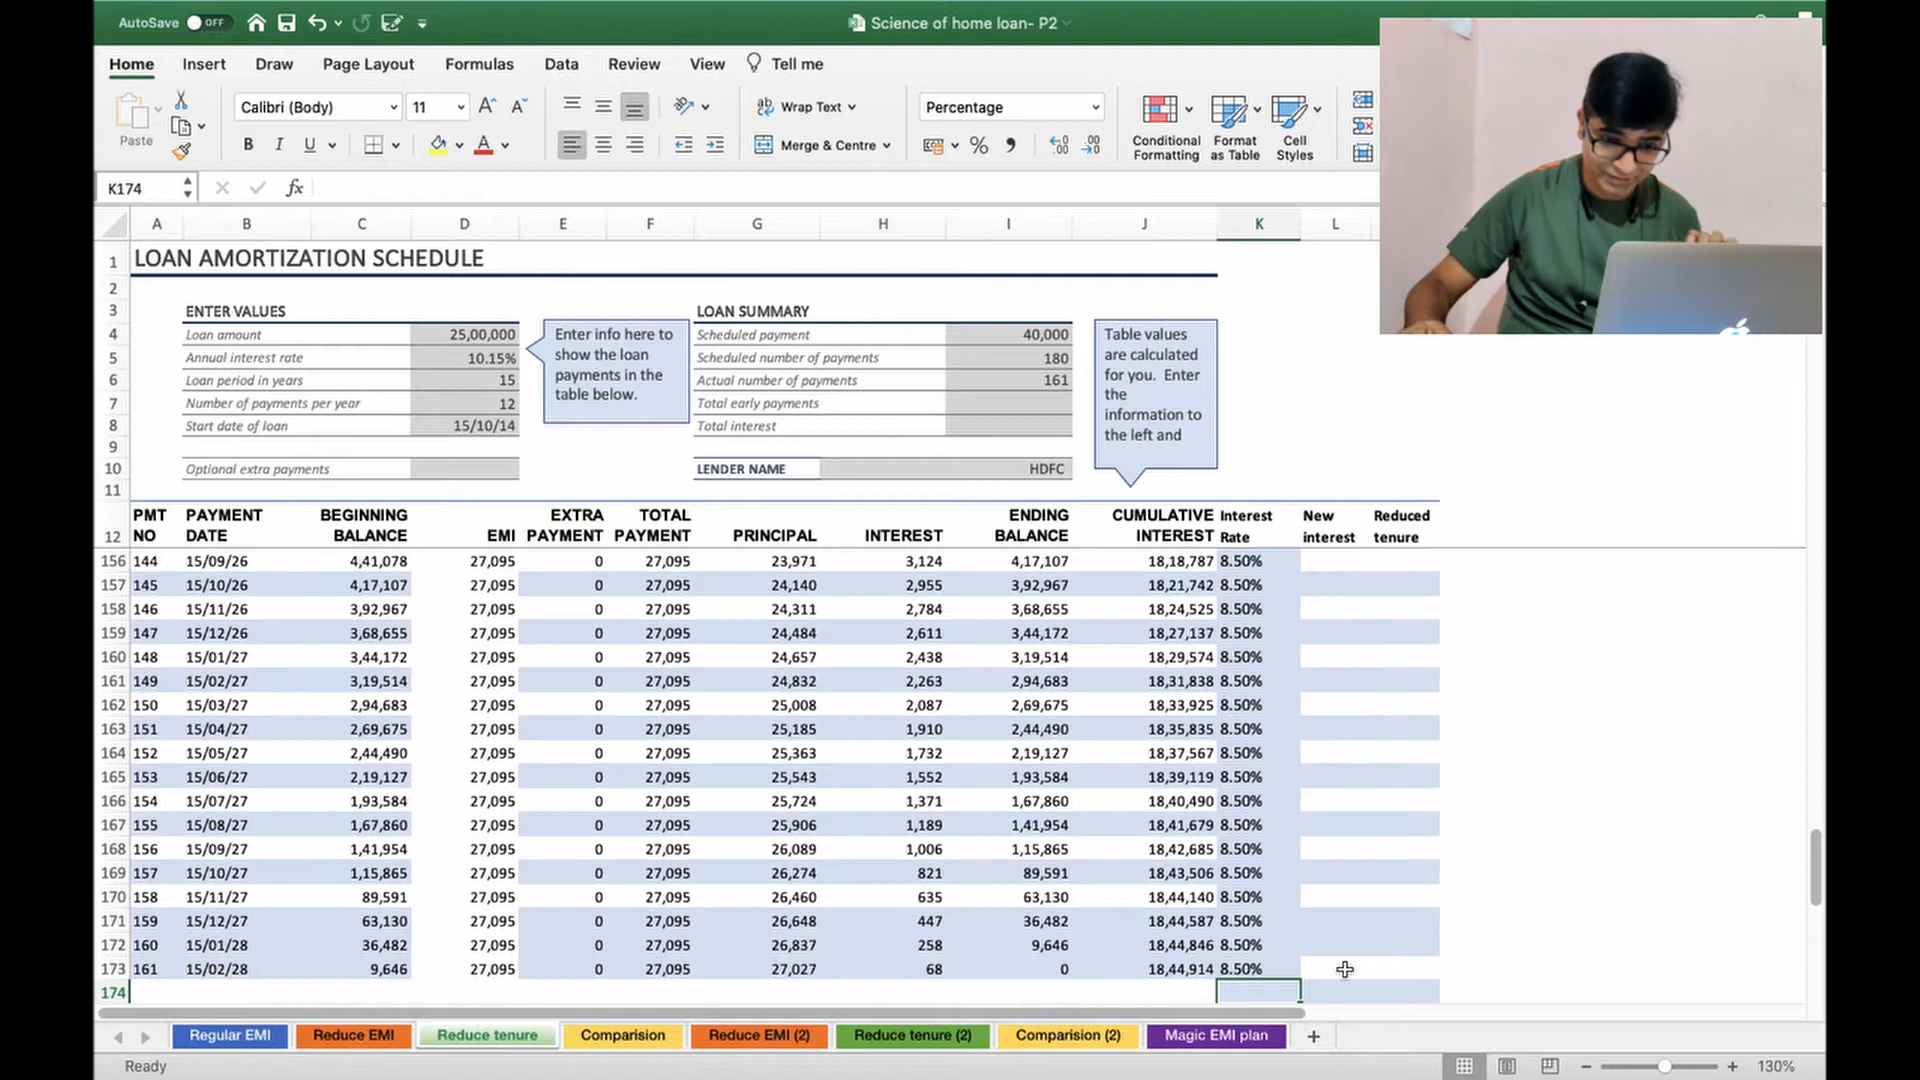 AutoSave OFF
Science of home loan- P2
Home Insert Draw Page Layout Formulas Data Review View Tell me
Paste
Calibri (Body) 11
B I U
Wrap Text
Merge & Centre
Percentage
Conditional Formatting
Format as Table
Cell Styles
K174 fx
A B C D E F G H I J K L
1 LOAN AMORTIZATION SCHEDULE
2
3 ENTER VALUES LOAN SUMMARY
4 Loan amount 25,00,000 Scheduled payment 40,000
5 Annual interest rate 10.15% Scheduled number of payments 180
6 Loan period in years 15 Actual number of payments 161
7 Number of payments per year 12 Total early payments
8 Start date of loan 15/10/14 Total interest
9
10 Optional extra payments LENDER NAME HDFC
11
Enter info here to
show the loan
payments in the
table below.
Table values
are calculated
for you. Enter
the
information to
the left and
PMT PAYMENT BEGINNING EXTRA TOTAL ENDING CUMULATIVE Interest New Reduced
12 NO DATE BALANCE EMI PAYMENT PAYMENT PRINCIPAL INTEREST BALANCE INTEREST Rate interest tenure
156 144 15/09/26 4,41,078 27,095 0 27,095 23,971 3,124 4,17,107 18,18,787 8.50%
157 145 15/10/26 4,17,107 27,095 0 27,095 24,140 2,955 3,92,967 18,21,742 8.50%
158 146 15/11/26 3,92,967 27,095 0 27,095 24,311 2,784 3,68,655 18,24,525 8.50%
159 147 15/12/26 3,68,655 27,095 0 27,095 24,484 2,611 3,44,172 18,27,137 8.50%
160 148 15/01/27 3,44,172 27,095 0 27,095 24,657 2,438 3,19,514 18,29,574 8.50%
161 149 15/02/27 3,19,514 27,095 0 27,095 24,832 2,263 2,94,683 18,31,838 8.50%
162 150 15/03/27 2,94,683 27,095 0 27,095 25,008 2,087 2,69,675 18,33,925 8.50%
163 151 15/04/27 2,69,675 27,095 0 27,095 25,185 1,910 2,44,490 18,35,835 8.50%
164 152 15/05/27 2,44,490 27,095 0 27,095 25,363 1,732 2,19,127 18,37,567 8.50%
165 153 15/06/27 2,19,127 27,095 0 27,095 25,543 1,552 1,93,584 18,39,119 8.50%
166 154 15/07/27 1,93,584 27,095 0 27,095 25,724 1,371 1,67,860 18,40,490 8.50%
167 155 15/08/27 1,67,860 27,095 0 27,095 25,906 1,189 1,41,954 18,41,679 8.50%
168 156 15/09/27 1,41,954 27,095 0 27,095 26,089 1,006 1,15,865 18,42,685 8.50%
169 157 15/10/27 1,15,865 27,095 0 27,095 26,274 821 89,591 18,43,506 8.50%
170 158 15/11/27 89,591 27,095 0 27,095 26,460 635 63,130 18,44,140 8.50%
171 159 15/12/27 63,130 27,095 0 27,095 26,648 447 36,482 18,44,587 8.50%
172 160 15/01/28 36,482 27,095 0 27,095 26,837 258 9,646 18,44,846 8.50%
173 161 15/02/28 9,646 27,095 0 27,095 27,027 68 0 18,44,914 8.50%
174
Regular EMI Reduce EMI Reduce tenure Comparision Reduce EMI (2) Reduce tenure (2) Comparision (2) Magic EMI plan
Ready 130%